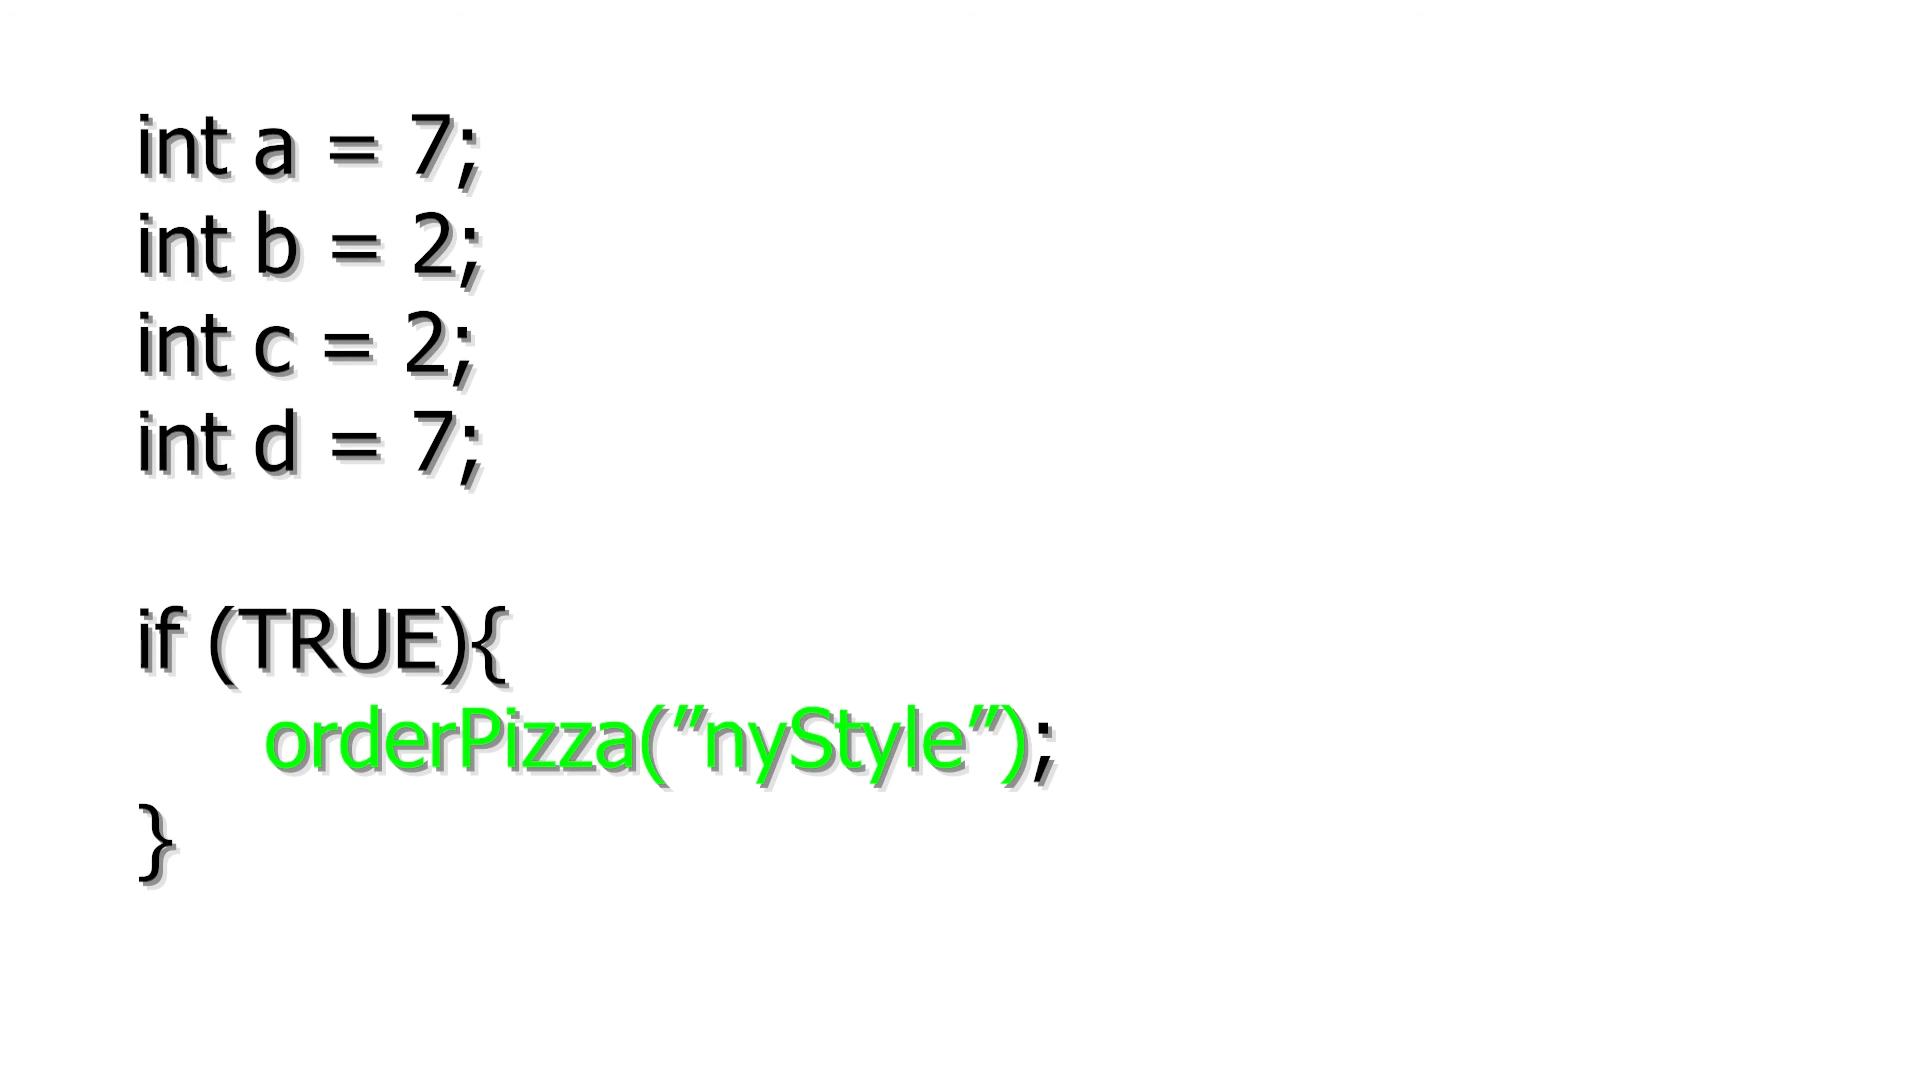 int a = 7;
int b = 2;
int c = 2;
int d = 7;
if (TRUE){
orderPizza(”nyStyle”);
}